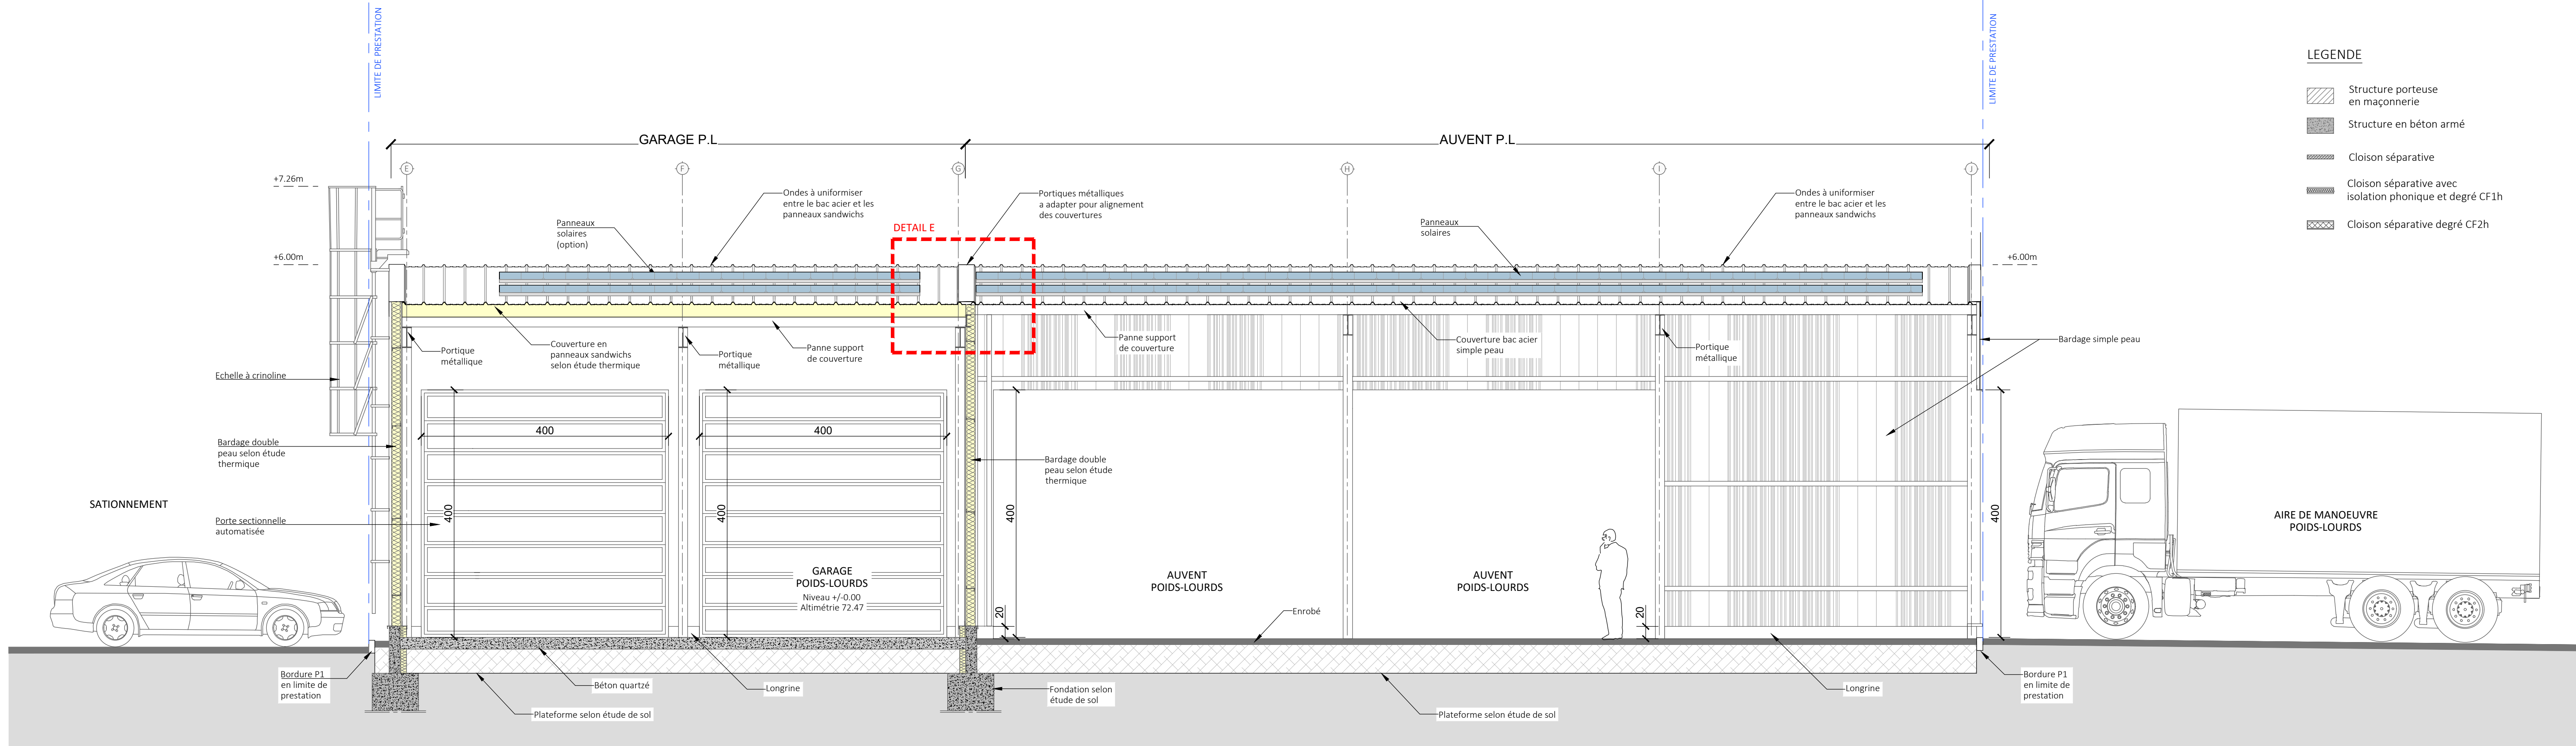 LIMITE DE PRESTATION
LIMITE DE PRESTATION
LEGENDE
Structure porteuse
en maçonnerie
Structure en béton armé
Cloison séparative
Cloison séparative avec
isolation phonique et degré CF1h
Cloison séparative degré CF2h
GARAGE P.L
AUVENT P.L
E
F
G
H
I
J
+7.26m
+6.00m
+6.00m
Panneaux
solaires
(option)
Ondes à uniformiser
entre le bac acier et les
panneaux sandwichs
DETAIL E
Portiques métalliques
a adapter pour alignement
des couvertures
Panneaux
solaires
Ondes à uniformiser
entre le bac acier et les
panneaux sandwichs
Portique
métallique
Couverture en
panneaux sandwichs
selon étude thermique
Portique
métallique
Panne support
de couverture
Panne support
de couverture
Couverture bac acier
simple peau
Portique
métallique
Bardage simple peau
Echelle à crinoline
Bardage double
peau selon étude
thermique
400
400
400
400
400
400
Bardage double
peau selon étude
thermique
SATIONNEMENT
Porte sectionnelle
automatisée
AIRE DE MANOEUVRE
POIDS-LOURDS
GARAGE
POIDS-LOURDS
Niveau +/-0.00
Altimétrie 72.47
AUVENT
POIDS-LOURDS
AUVENT
POIDS-LOURDS
20
20
Enrobé
Bordure P1
en limite de
prestation
Béton quartzé
Longrine
Fondation selon
étude de sol
Longrine
Bordure P1
en limite de
prestation
Plateforme selon étude de sol
Plateforme selon étude de sol